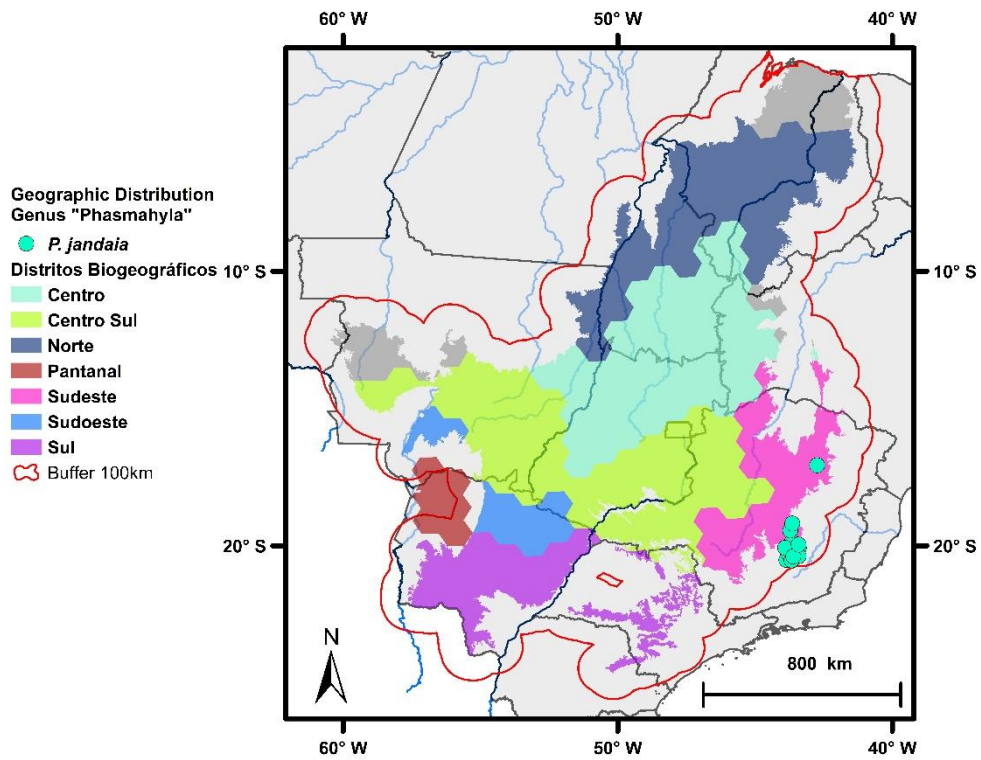 60° W 50° W 40° W
Geographic Distribution
Genus "Phasmahyla"
P. jandaia
Distritos Biogeográficos
Centro
Centro Sul
Norte
Pantanal
Sudeste
Sudoeste
Sul
Buffer 100km
10° S 10° S
20° S 20° S
N
800 km
60° W 50° W 40° W